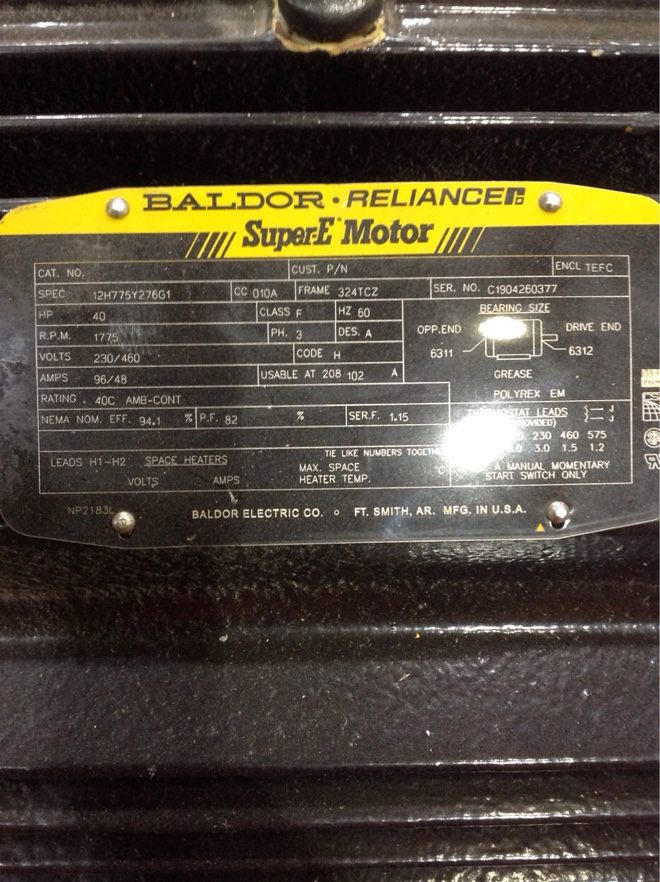 BALDOR · RELIANCE
Super-E Motor
CAT. NO. CUST. P/N ENCL TEFC
SPEC 12H775Y276G1 CC 010A FRAME 324TCZ SER. NO. C1904260377
HP 40 CLASS F HZ 60 BEARING SIZE
R.P.M. 1775 PH. 3 DES. A OPP.END DRIVE END
VOLTS 230/460 CODE H 6311 6312
AMPS 96/48 USABLE AT 208 102 A GREASE
RATING . 40C AMB-CONT POLYREX EM
NEMA NOM. EFF. 94.1 % P.F. 82 % SER.F. 1.15 LEADS J
J
230 460 575
TIE LIKE NUMBERS 3.0 1.5 1.2
LEADS H1-H2 SPACE HEATERS MAX. SPACE °C A MANUAL MOMENTARY
VOLTS AMPS HEATER TEMP. START SWITCH ONLY
NP2183L BALDOR ELECTRIC CO. FT. SMITH, AR. MFG. IN U.S.A.